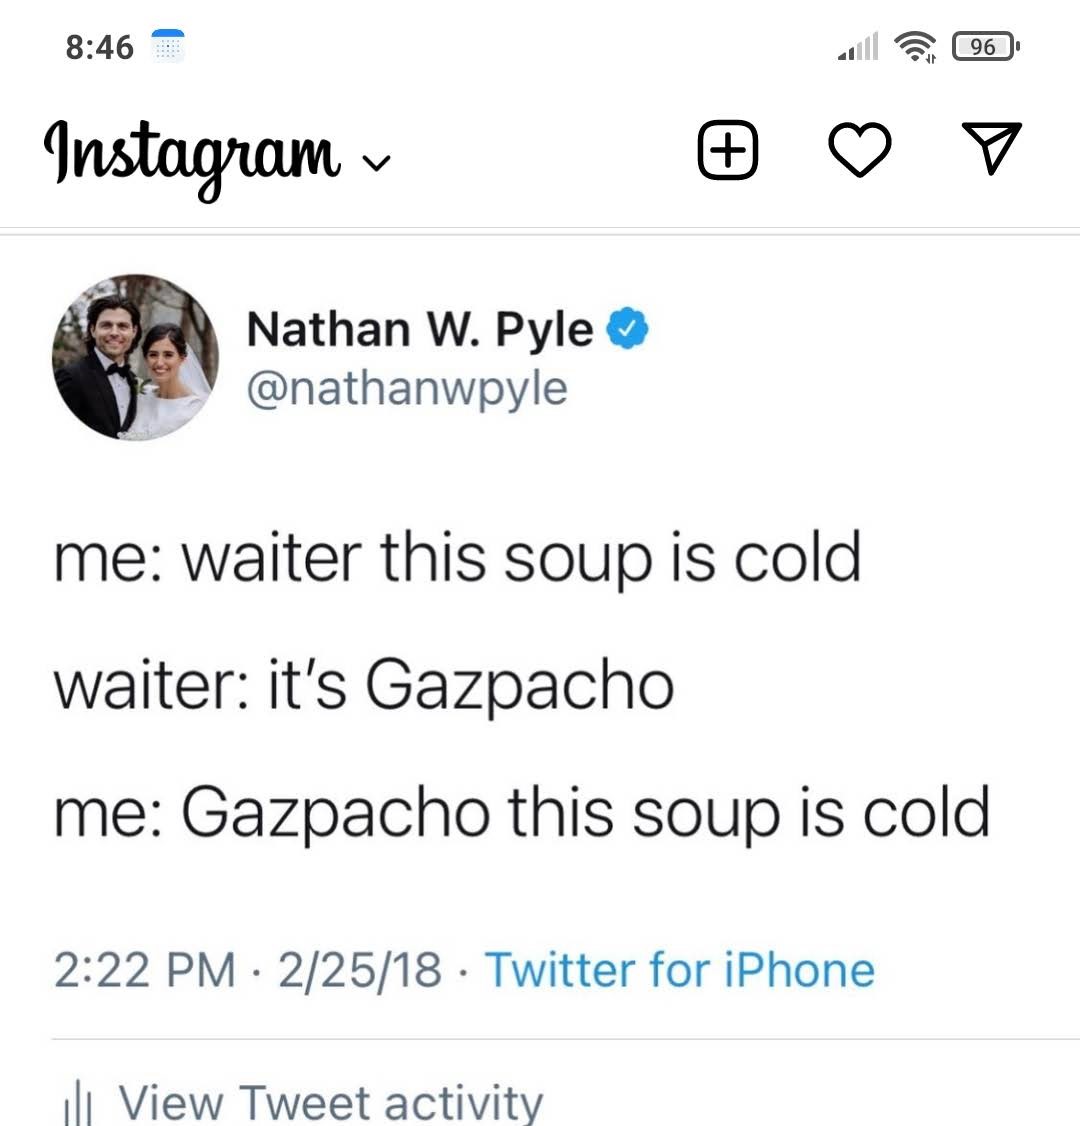 8:46
96
Instagram
Nathan W. Pyle
@nathanwpyle
me: waiter this soup is cold
waiter: it's Gazpacho
me: Gazpacho this soup is cold
2:22 PM · 2/25/18 · Twitter for iPhone
View Tweet activity